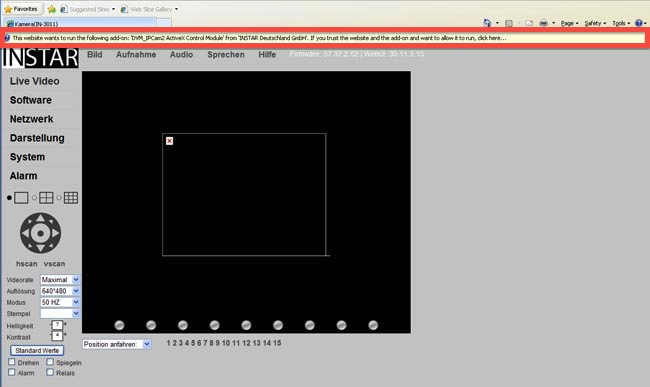 Favorites Suggested Sites Web Slice Gallery
Kamera(IN-3011) Page Safety Tools
This website wants to run the following add-on: 'DVM_IPCam2 ActiveX Control Module' from 'INSTAR Deutschland GmbH'. If you trust the website and the add-on and want to allow it to run, click here...
INSTAR Bild Aufnahme Audio Sprechen Hilfe Firmware: 57.37.2.52 | WebUI: 30.11.3.15
Live Video
Software
Netzwerk
Darstellung
System
Alarm
hscan vscan
Videorate Maximal
Auflösung 640*480
Modus 50 HZ
Stempel
Helligkeit - 7 +
Kontrast - 4 +
Standard Werte
Drehen Spiegeln
Alarm Relais
Position anfahren: 1 2 3 4 5 6 7 8 9 10 11 12 13 14 15